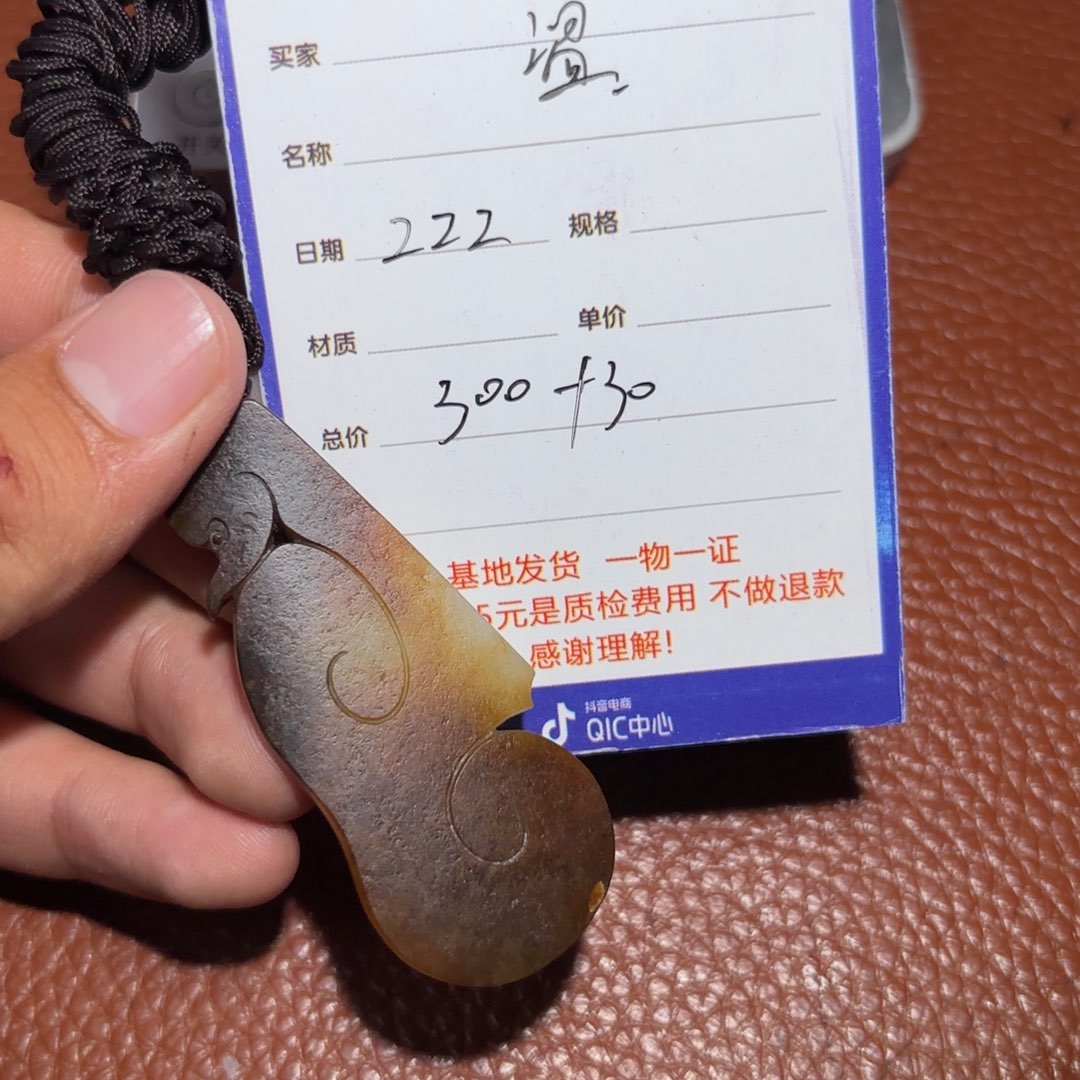 买家
名称
日期 222 规格
材质 单价
总价 300+30
基地发货 一物一证
5元是质检费用 不做退款
感谢理解!
抖音电商
QIC中心